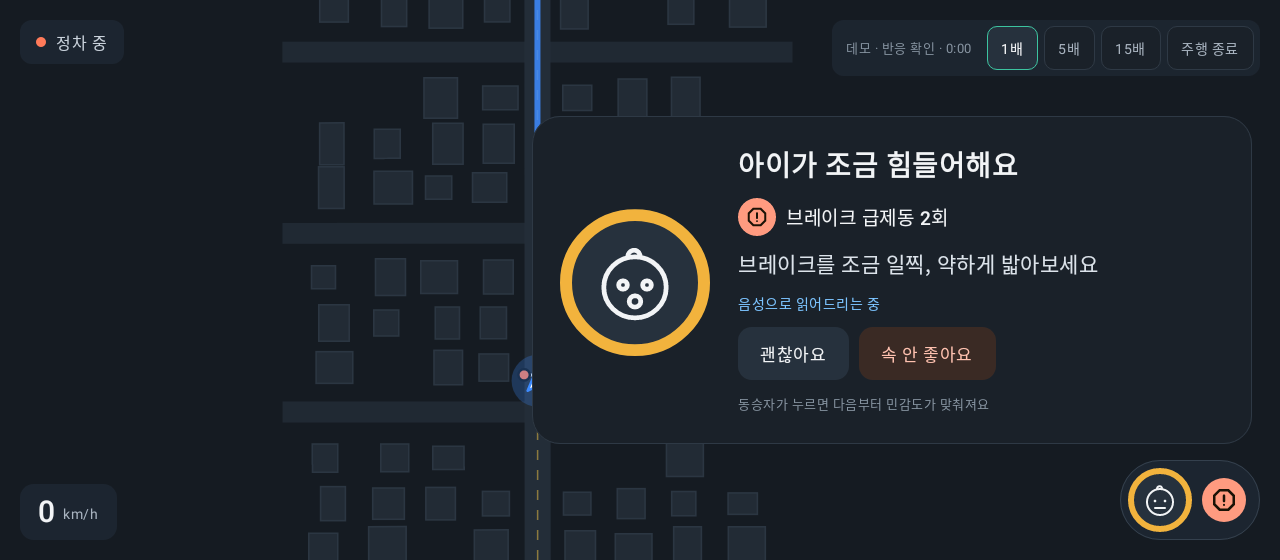 정차 중
데모 · 반응 확인 · 0:00
1배
5배
15배
주행 종료
아이가 조금 힘들어해요
브레이크 급제동 2회
브레이크를 조금 일찍, 약하게 밟아보세요
음성으로 읽어드리는 중
괜찮아요
속 안 좋아요
동승자가 누르면 다음부터 민감도가 맞춰져요
0 km/h